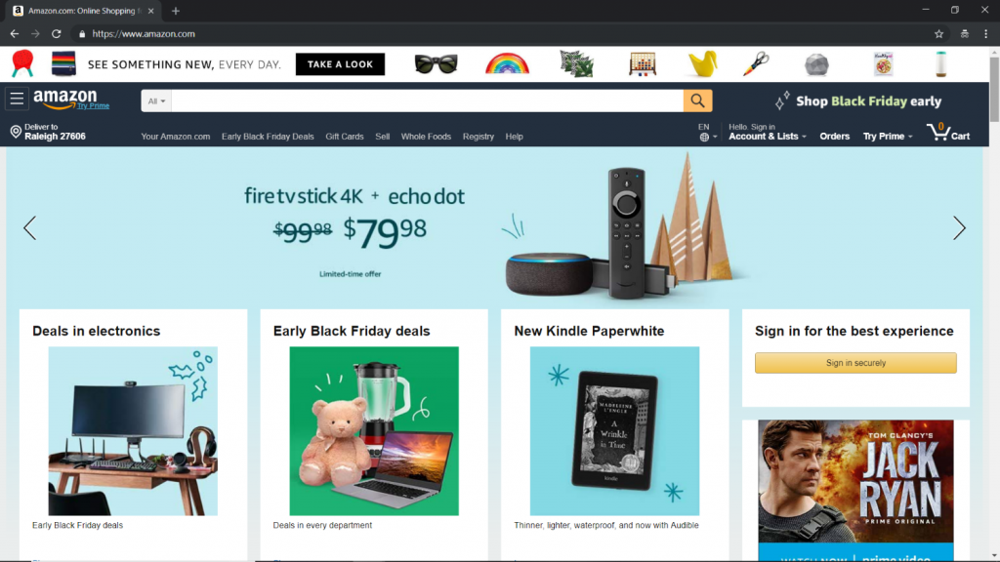 Amazon.com: Online Shopping
https://www.amazon.com
SEE SOMETHING NEW, EVERY DAY.
TAKE A LOOK
amazon
Try Prime
All
Shop Black Friday early
Deliver to
Raleigh 27606
Your Amazon.com Early Black Friday Deals Gift Cards Sell Whole Foods Registry Help
EN
Hello. Sign in
Account & Lists
Orders
Try Prime
0
Cart
fire tv stick 4K + echo dot
$99 98 $79 98
Limited-time offer
Deals in electronics
Early Black Friday deals
Early Black Friday deals
Deals in every department
New Kindle Paperwhite
MADELEINE
L'ENGLE
A
Wrinkle
in Time
kindle
Thinner, lighter, waterproof, and now with Audible
Sign in for the best experience
Sign in securely
TOM CLANCY'S
JACK
RYAN
PRIME ORIGINAL
WATCH NOW | prime video